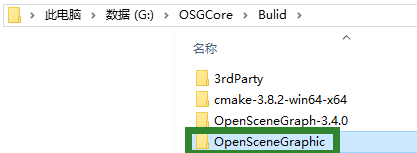 此电脑 > 数据 (G:) > OSGCore > Bulid >
名称
3rdParty
cmake-3.8.2-win64-x64
OpenSceneGraph-3.4.0
OpenSceneGraphic